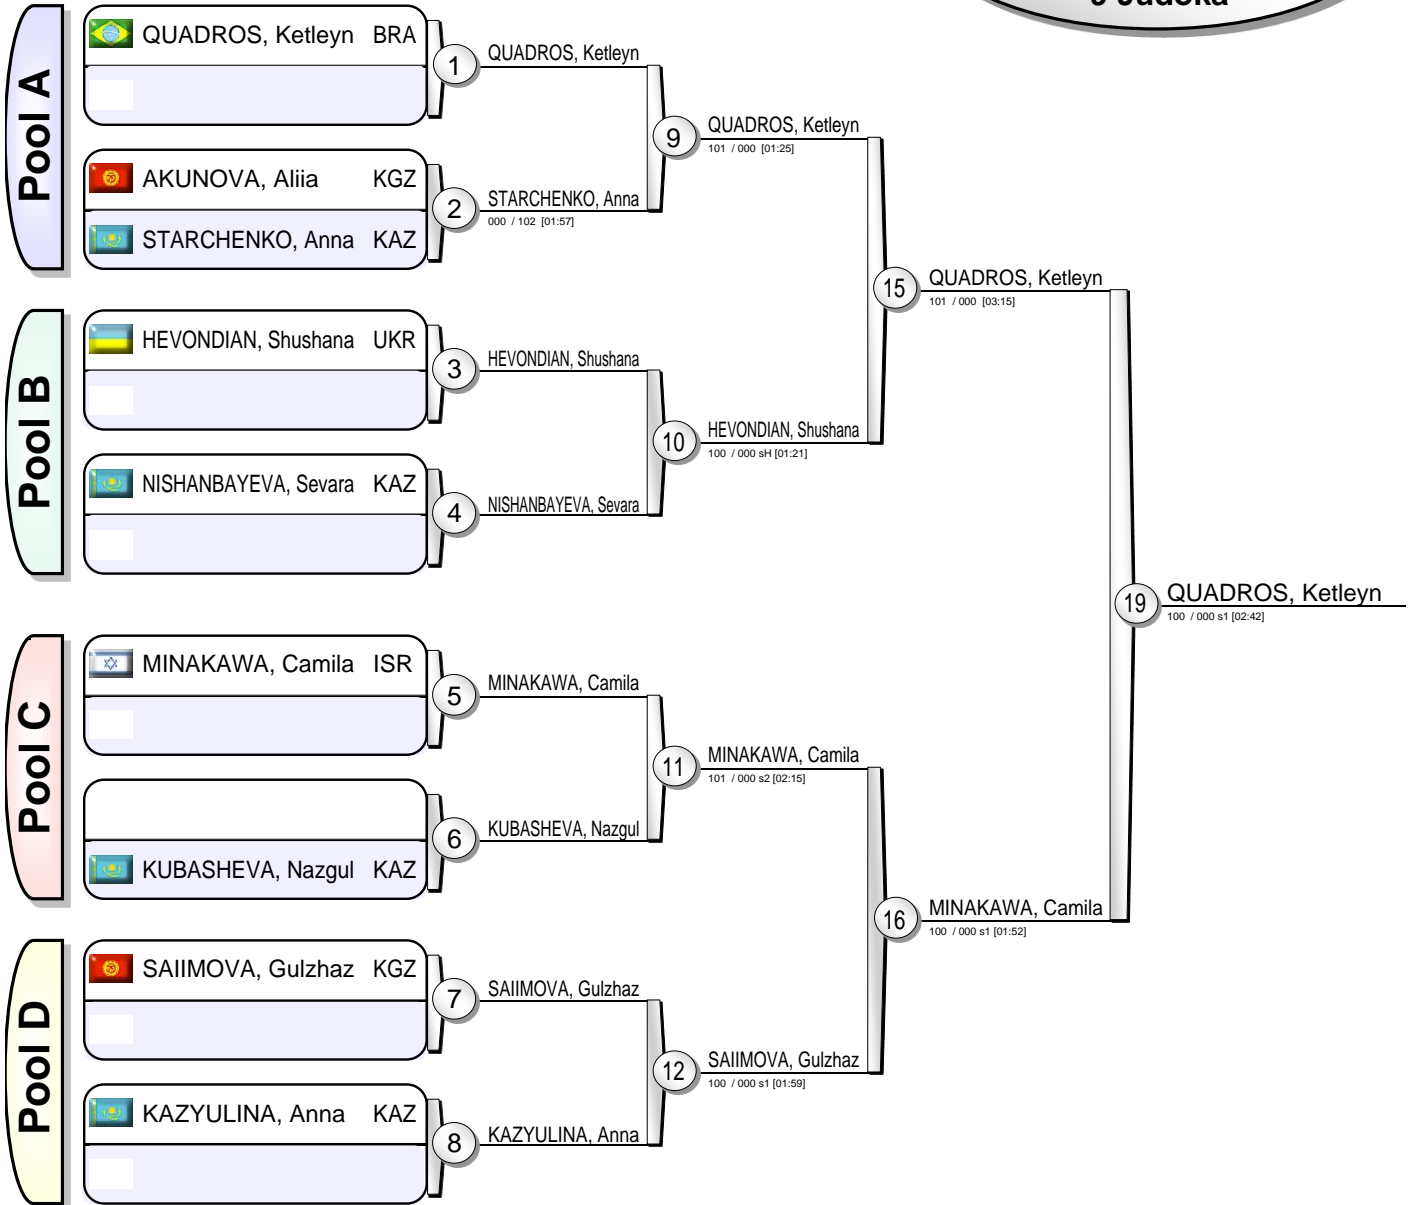 Judoka
Pool A
QUADROS, Ketleyn BRA
1
QUADROS, Ketleyn
AKUNOVA, Aliia KGZ
STARCHENKO, Anna KAZ
2
STARCHENKO, Anna
000 / 102 [01:57]
9
QUADROS, Ketleyn
101 / 000 [01:25]
Pool B
HEVONDIAN, Shushana UKR
3
HEVONDIAN, Shushana
NISHANBAYEVA, Sevara KAZ
4
NISHANBAYEVA, Sevara
10
HEVONDIAN, Shushana
100 / 000 sH [01:21]
15
QUADROS, Ketleyn
101 / 000 [03:15]
Pool C
MINAKAWA, Camila ISR
5
MINAKAWA, Camila
KUBASHEVA, Nazgul KAZ
6
KUBASHEVA, Nazgul
11
MINAKAWA, Camila
101 / 000 s2 [02:15]
Pool D
SAIIMOVA, Gulzhaz KGZ
7
SAIIMOVA, Gulzhaz
KAZYULINA, Anna KAZ
8
KAZYULINA, Anna
12
SAIIMOVA, Gulzhaz
100 / 000 s1 [01:59]
16
MINAKAWA, Camila
100 / 000 s1 [01:52]
19
QUADROS, Ketleyn
100 / 000 s1 [02:42]